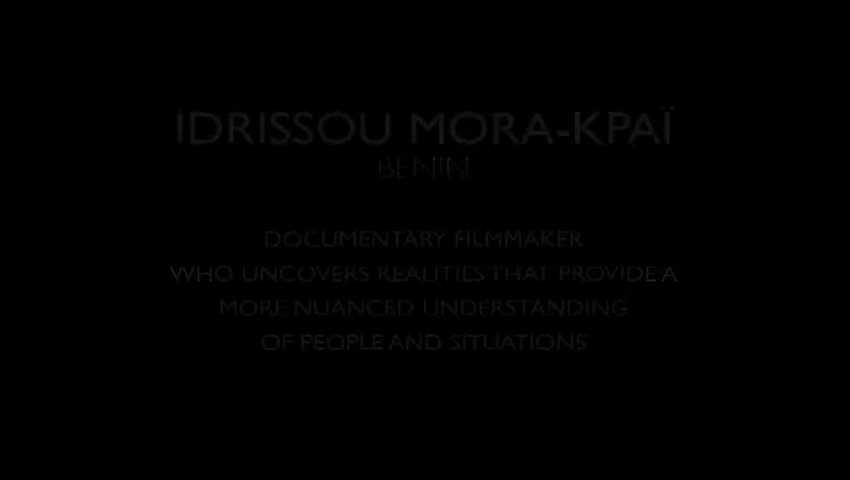 IDRISSOU MORA-KPAÏ
BENIN
DOCUMENTARY FILMMAKER
WHO UNCOVERS REALITIES THAT PROVIDE A
MORE NUANCED UNDERSTANDING
OF PEOPLE AND SITUATIONS